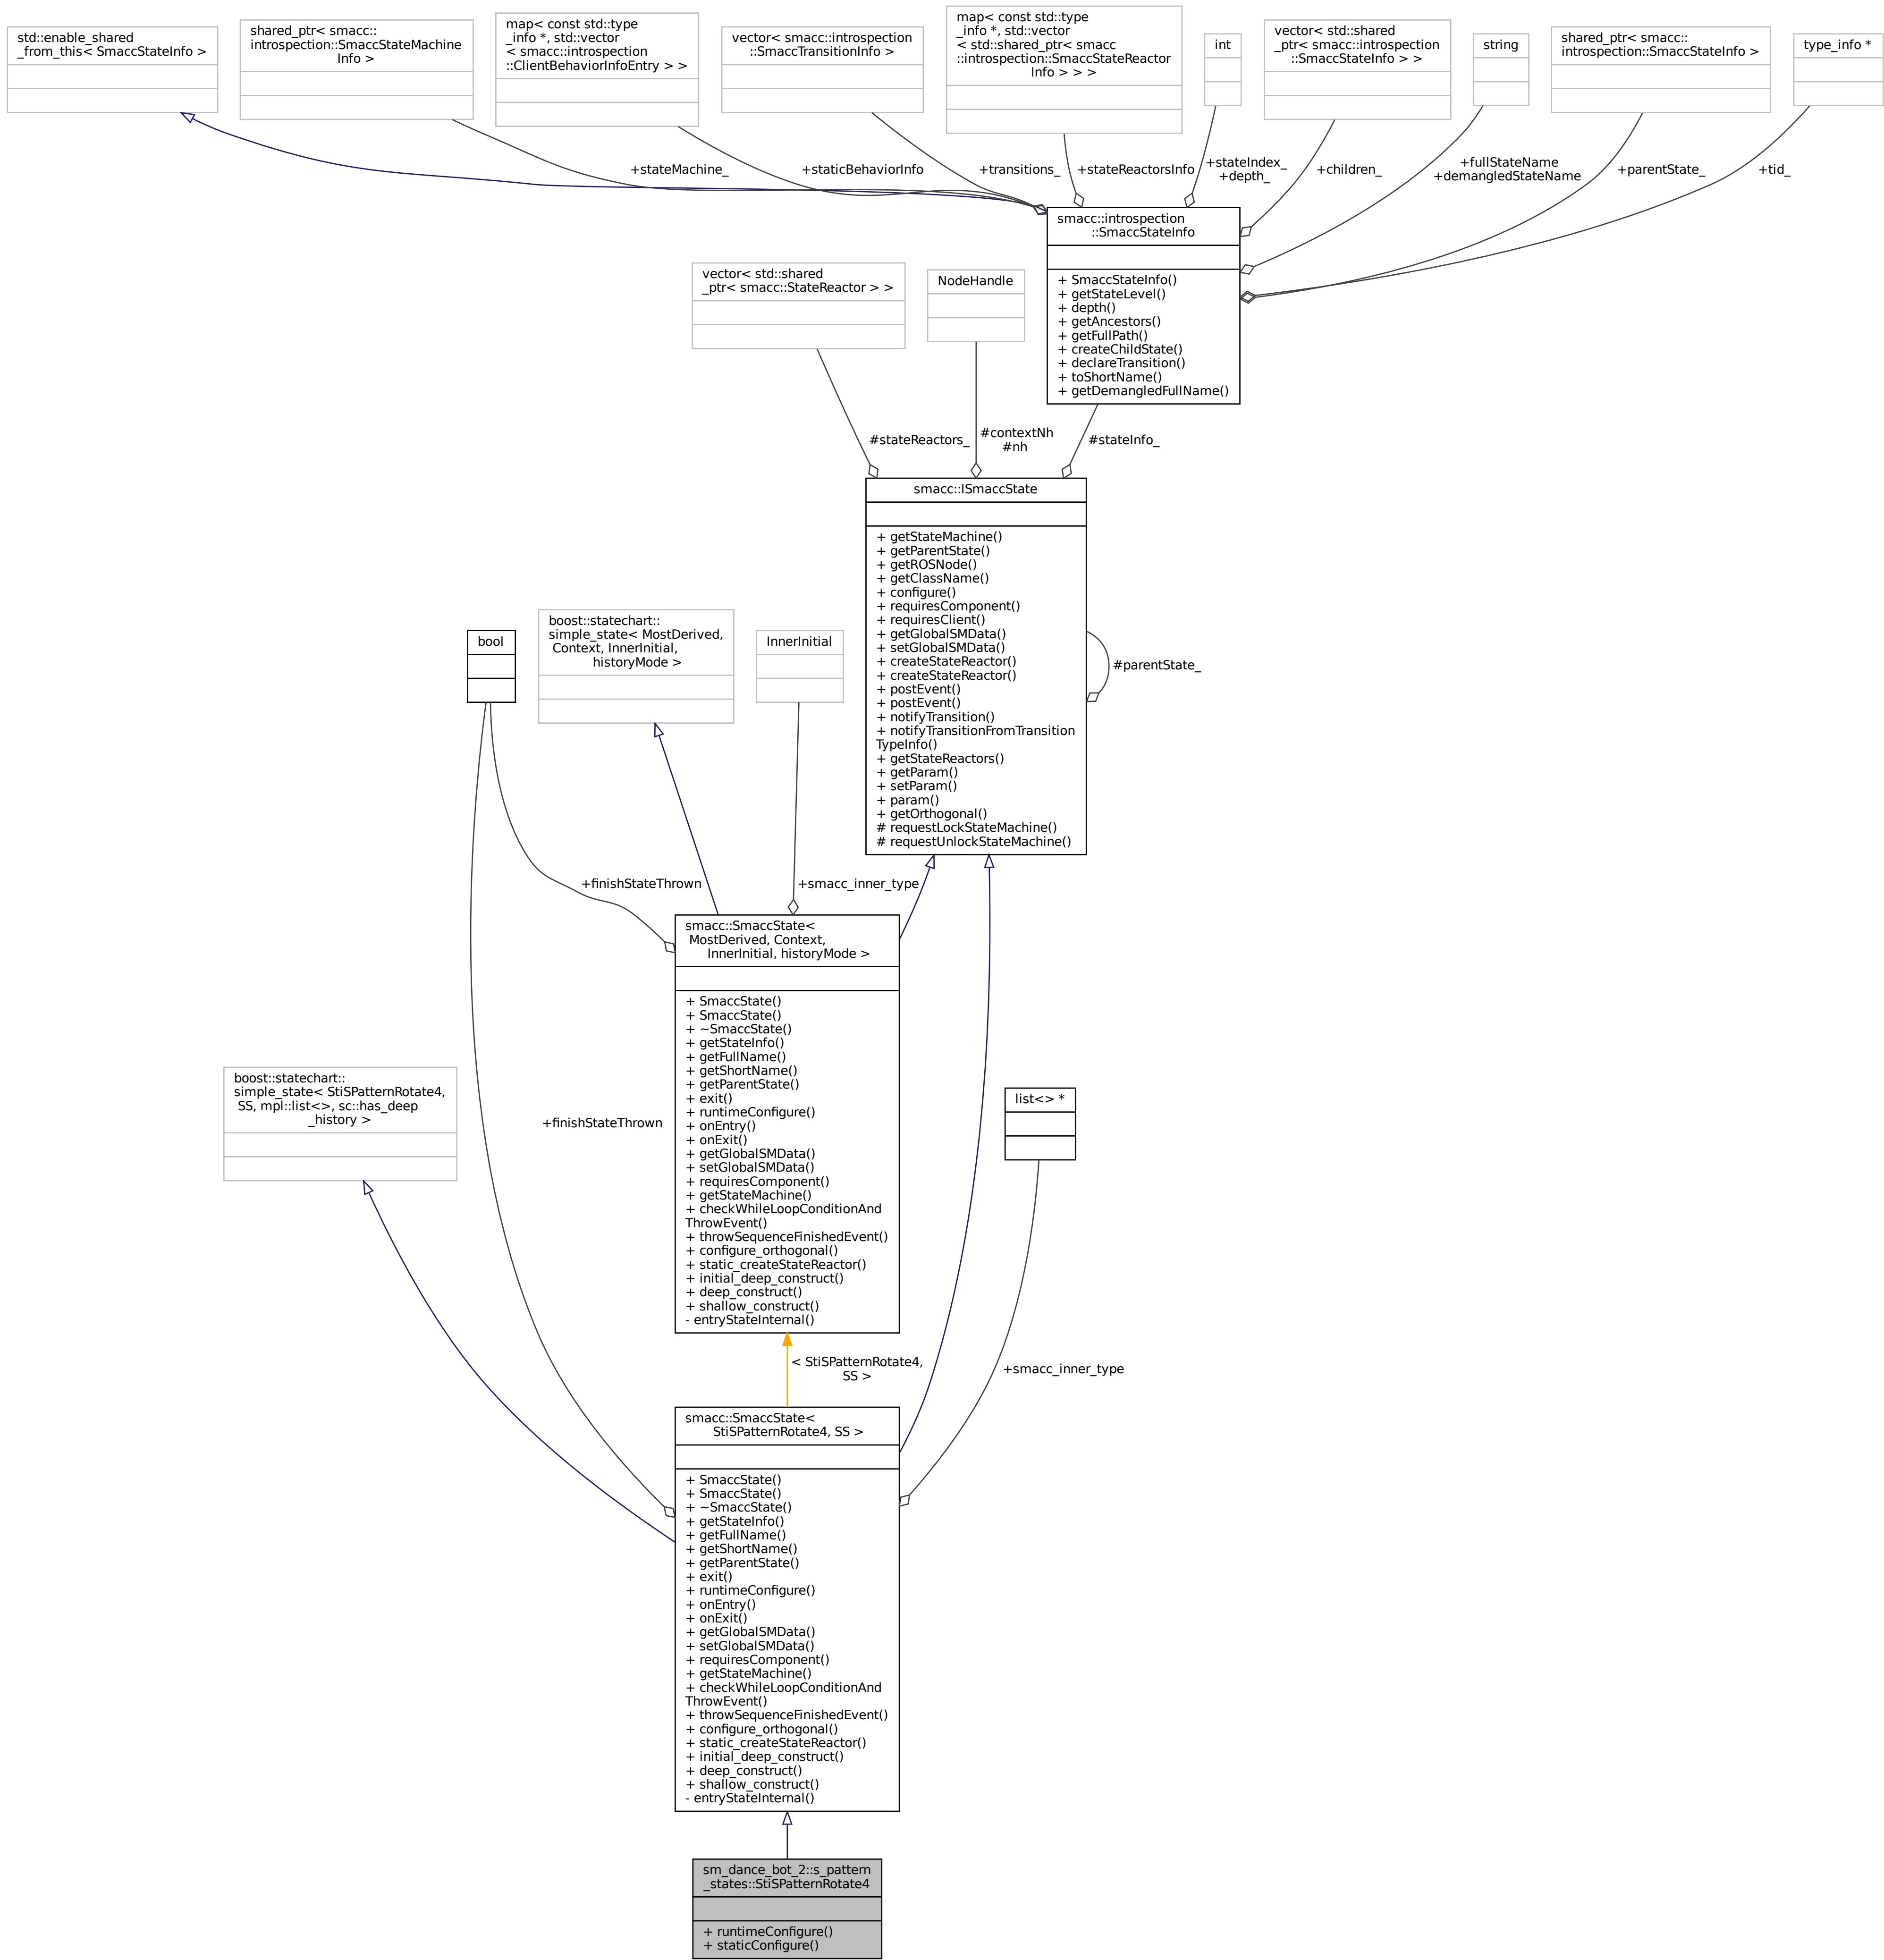 std::enable_shared
_from_this< SmaccStateInfo >
shared_ptr< smacc::
introspection::SmaccStateMachine
Info >
map< const std::type
_info *, std::vector
< smacc::introspection
::ClientBehaviorInfoEntry > >
vector< smacc::introspection
::SmaccTransitionInfo >
map< const std::type
_info *, std::vector
< std::shared_ptr< smacc
::introspection::SmaccStateReactor
Info > > >
int
vector< std::shared
_ptr< smacc::introspection
::SmaccStateInfo > >
string
shared_ptr< smacc::
introspection::SmaccStateInfo >
type_info *
+stateMachine_
+staticBehaviorInfo
+transitions_
+stateReactorsInfo
+stateIndex_
+depth_
+children_
+fullStateName
+demangledStateName
+parentState_
+tid_
smacc::introspection
::SmaccStateInfo
+ SmaccStateInfo()
+ getStateLevel()
+ depth()
+ getAncestors()
+ getFullPath()
+ createChildState()
+ declareTransition()
+ toShortName()
+ getDemangledFullName()
vector< std::shared
_ptr< smacc::StateReactor > >
NodeHandle
#stateReactors_
#contextNh
#nh
#stateInfo_
smacc::ISmaccState
+ getStateMachine()
+ getParentState()
+ getROSNode()
+ getClassName()
+ configure()
+ requiresComponent()
+ requiresClient()
+ getGlobalSMData()
+ setGlobalSMData()
+ createStateReactor()
+ createStateReactor()
+ postEvent()
+ postEvent()
+ notifyTransition()
+ notifyTransitionFromTransition
TypeInfo()
+ getStateReactors()
+ getParam()
+ setParam()
+ param()
+ getOrthogonal()
# requestLockStateMachine()
# requestUnlockStateMachine()
#parentState_
bool
boost::statechart::
simple_state< MostDerived,
Context, InnerInitial,
historyMode >
InnerInitial
+finishStateThrown
+smacc_inner_type
smacc::SmaccState<
MostDerived, Context,
InnerInitial, historyMode >
+ SmaccState()
+ SmaccState()
+ ~SmaccState()
+ getStateInfo()
+ getFullName()
+ getShortName()
+ getParentState()
+ exit()
+ runtimeConfigure()
+ onEntry()
+ onExit()
+ getGlobalSMData()
+ setGlobalSMData()
+ requiresComponent()
+ getStateMachine()
+ checkWhileLoopConditionAnd
ThrowEvent()
+ throwSequenceFinishedEvent()
+ configure_orthogonal()
+ static_createStateReactor()
+ initial_deep_construct()
+ deep_construct()
+ shallow_construct()
- entryStateInternal()
boost::statechart::
simple_state< StiSPatternRotate4,
SS, mpl::list<>, sc::has_deep
_history >
+finishStateThrown
list<> *
< StiSPatternRotate4,
SS >
+smacc_inner_type
smacc::SmaccState<
StiSPatternRotate4, SS >
+ SmaccState()
+ SmaccState()
+ ~SmaccState()
+ getStateInfo()
+ getFullName()
+ getShortName()
+ getParentState()
+ exit()
+ runtimeConfigure()
+ onEntry()
+ onExit()
+ getGlobalSMData()
+ setGlobalSMData()
+ requiresComponent()
+ getStateMachine()
+ checkWhileLoopConditionAnd
ThrowEvent()
+ throwSequenceFinishedEvent()
+ configure_orthogonal()
+ static_createStateReactor()
+ initial_deep_construct()
+ deep_construct()
+ shallow_construct()
- entryStateInternal()
sm_dance_bot_2::s_pattern
_states::StiSPatternRotate4
+ runtimeConfigure()
+ staticConfigure()